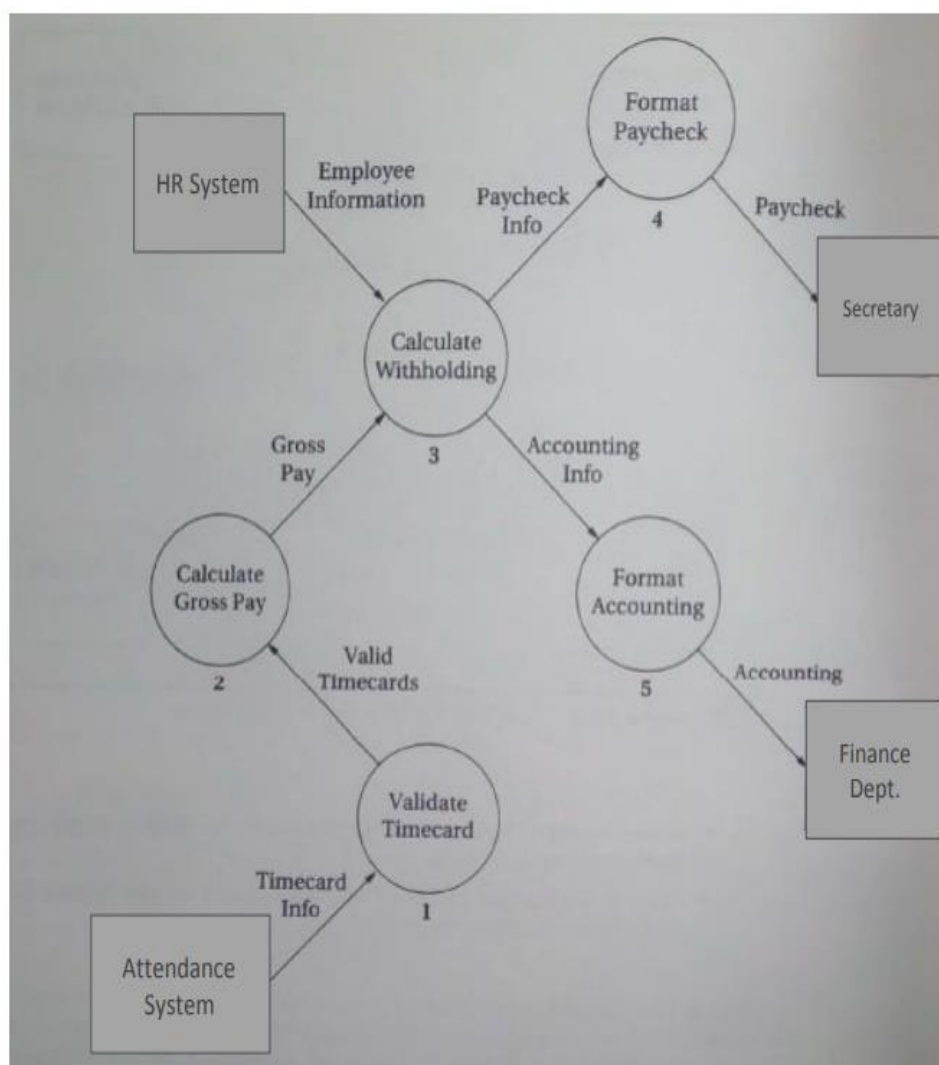 Format
Paycheck
4
HR System
Employee
Information
Paycheck
Info
Paycheck
Secretary
Calculate
Withholding
3
Gross
Pay
Accounting
Info
Calculate
Gross Pay
2
Format
Accounting
5
Valid
Timecards
Accounting
Finance
Dept.
Validate
Timecard
1
Timecard
Info
Attendance
System